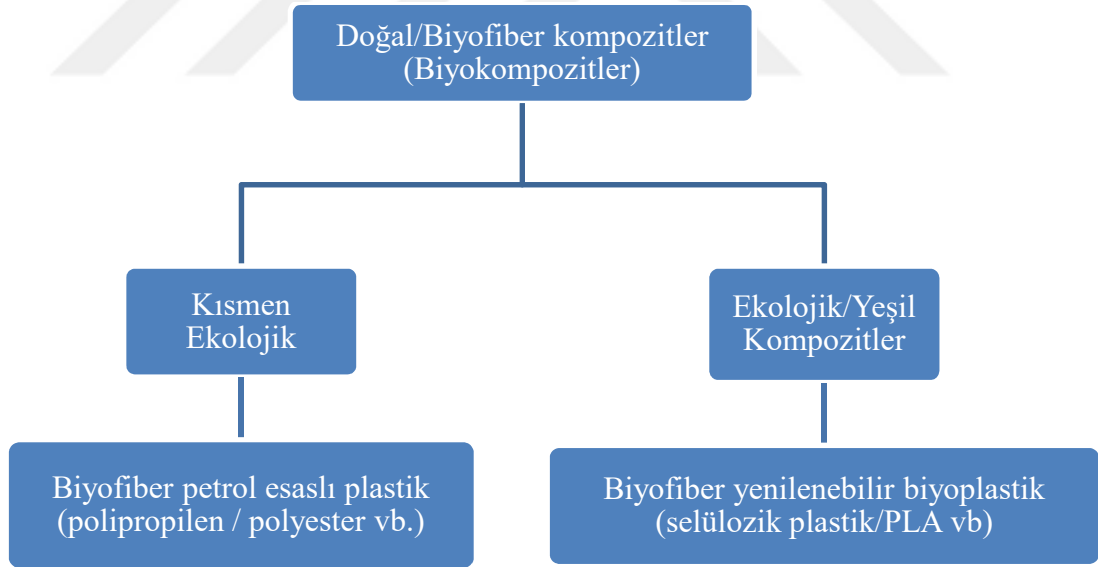 Doğal/Biyofiber kompozitler
(Biyokompozitler)
Kısmen
Ekolojik
Ekolojik/Yeşil
Kompozitler
Biyofiber petrol esaslı plastik
(polipropilen / polyester vb.)
Biyofiber yenilenebilir biyoplastik
(selülozik plastik/PLA vb)